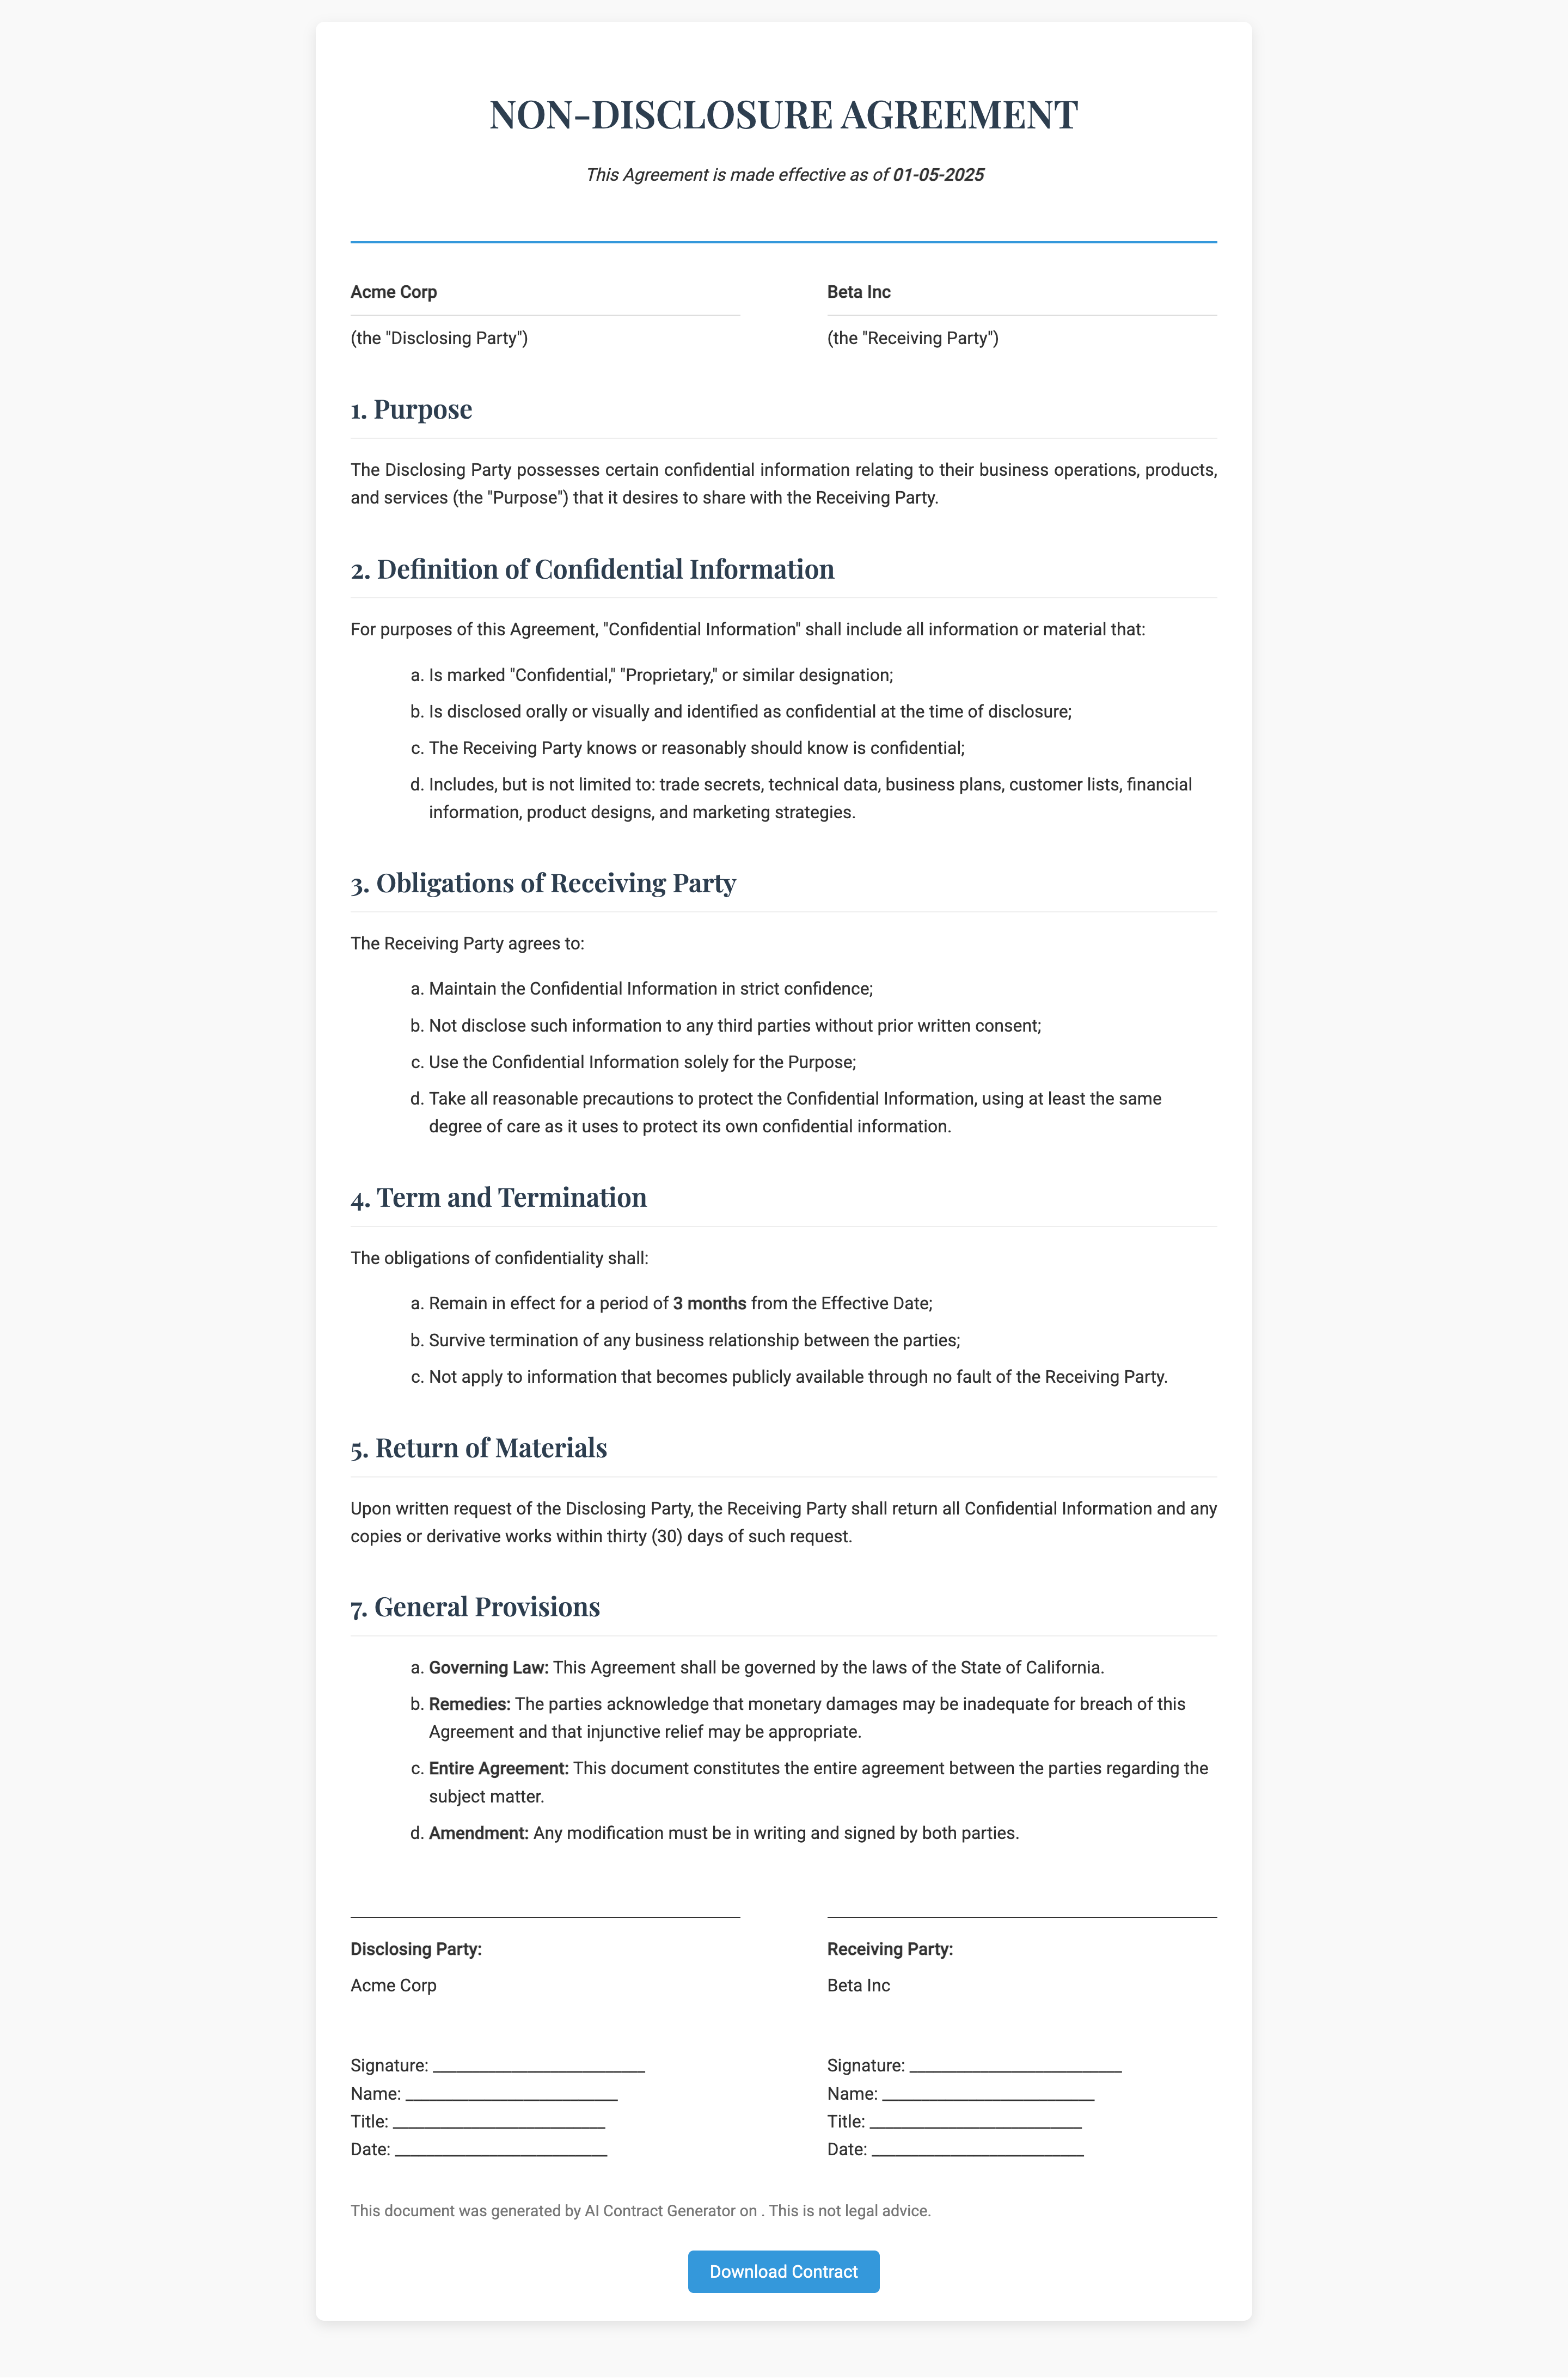 NON-DISCLOSURE AGREEMENT
This Agreement is made effective as of 01-05-2025
Acme Corp
(the "Disclosing Party")
Beta Inc
(the "Receiving Party")
1. Purpose
The Disclosing Party possesses certain confidential information relating to their business operations, products,
and services (the "Purpose") that it desires to share with the Receiving Party.
2. Definition of Confidential Information
For purposes of this Agreement, "Confidential Information" shall include all information or material that:
a. Is marked "Confidential," "Proprietary," or similar designation;
b. Is disclosed orally or visually and identified as confidential at the time of disclosure;
c. The Receiving Party knows or reasonably should know is confidential;
d. Includes, but is not limited to: trade secrets, technical data, business plans, customer lists, financial
information, product designs, and marketing strategies.
3. Obligations of Receiving Party
The Receiving Party agrees to:
a. Maintain the Confidential Information in strict confidence;
b. Not disclose such information to any third parties without prior written consent;
c. Use the Confidential Information solely for the Purpose;
d. Take all reasonable precautions to protect the Confidential Information, using at least the same
degree of care as it uses to protect its own confidential information.
4. Term and Termination
The obligations of confidentiality shall:
a. Remain in effect for a period of 3 months from the Effective Date;
b. Survive termination of any business relationship between the parties;
c. Not apply to information that becomes publicly available through no fault of the Receiving Party.
5. Return of Materials
Upon written request of the Disclosing Party, the Receiving Party shall return all Confidential Information and any
copies or derivative works within thirty (30) days of such request.
7. General Provisions
a. Governing Law: This Agreement shall be governed by the laws of the State of California.
b. Remedies: The parties acknowledge that monetary damages may be inadequate for breach of this
Agreement and that injunctive relief may be appropriate.
c. Entire Agreement: This document constitutes the entire agreement between the parties regarding the
subject matter.
d. Amendment: Any modification must be in writing and signed by both parties.
Disclosing Party:
Acme Corp
Signature: ________________________
Name: ________________________
Title: ________________________
Date: ________________________
Receiving Party:
Beta Inc
Signature: ________________________
Name: ________________________
Title: ________________________
Date: ________________________
This document was generated by AI Contract Generator on . This is not legal advice.
Download Contract